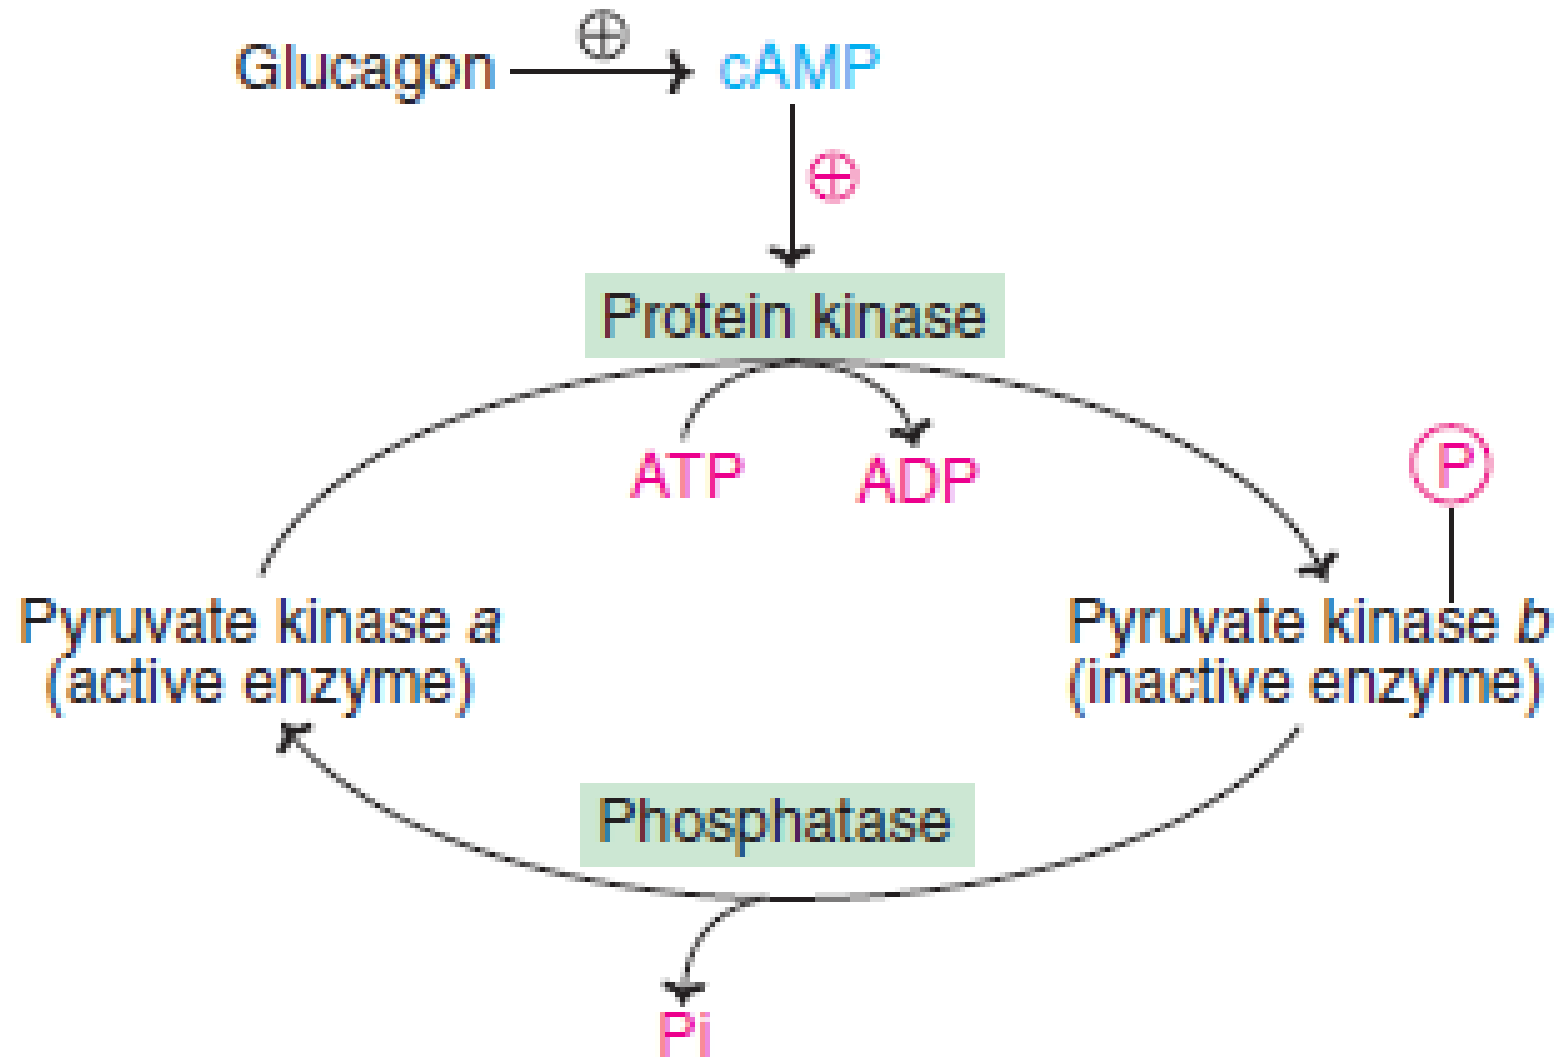 Glucagon ⊕ cAMP
⊕
Protein kinase
ATP ADP
P
Pyruvate kinase a
(active enzyme)
Pyruvate kinase b
(inactive enzyme)
Phosphatase
Pi